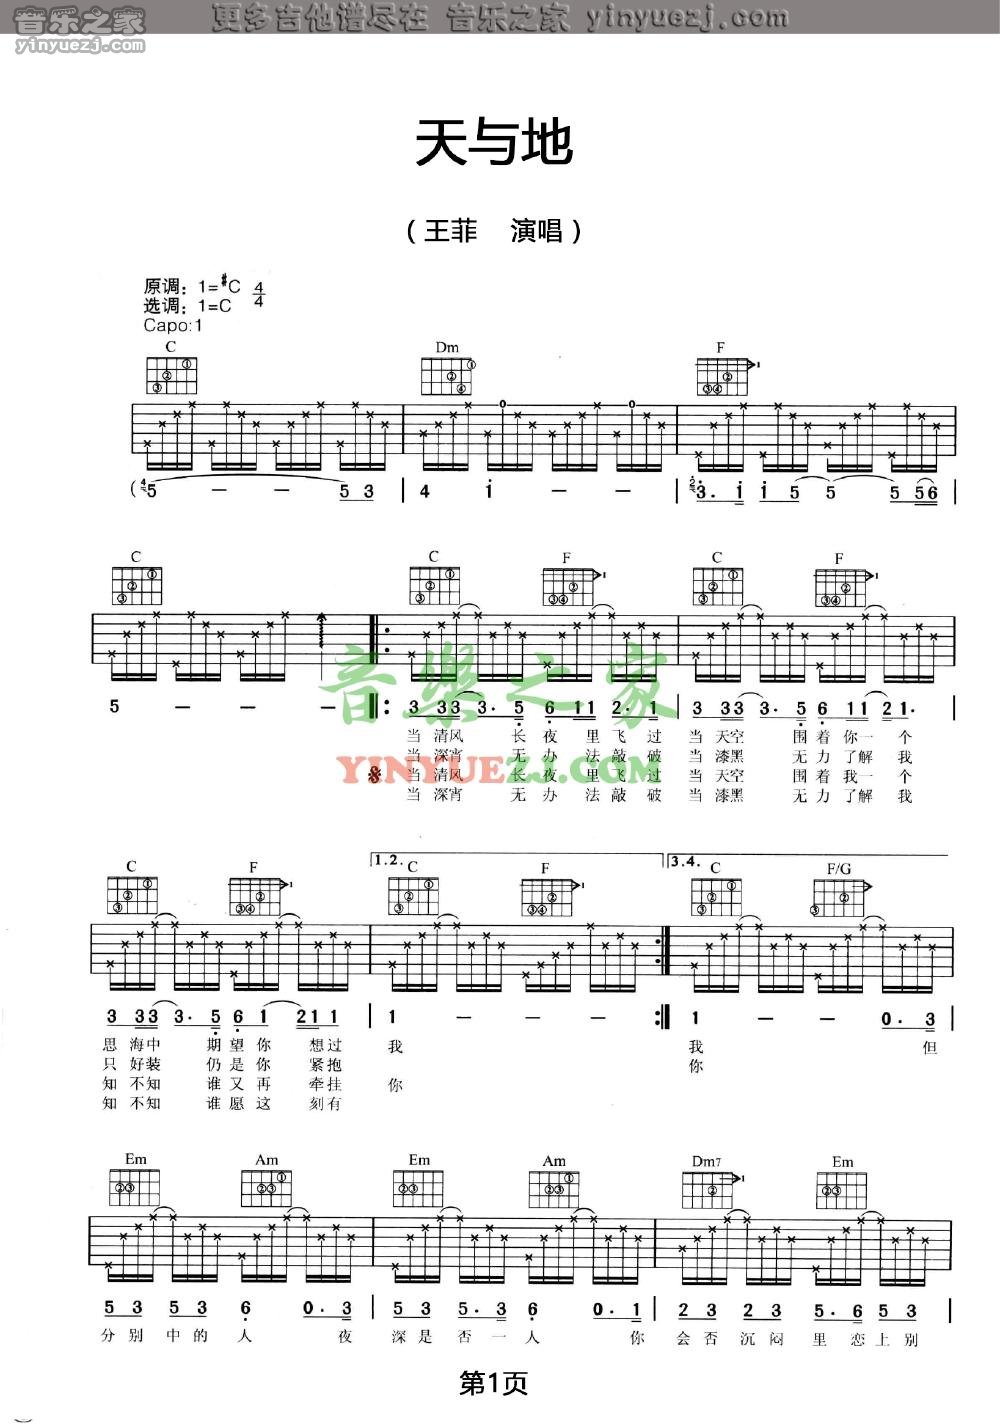 音乐之家 更多吉他谱尽在 音乐之家 yinyuezj.com
yinyuezj.com
天与地
（王菲 演唱）
原调：1=#C 4/4
选调：1=C
Capo:1
C Dm F
(5 — — 5 3 | 4 i — — | 3. i i 5 5 5 56 |
C C F C F
5 — — — ‖: 3 33 3. 5 6 11 2. 1 | 3 33 3. 5 6 11 21. |
音樂之家
YINYUEZJ.COM
当 清风 长 夜 里 飞 过 当 天空 围 着 你 一 个
当 深宵 无 办 法 敲 破 当 漆黑 无 力 了 解 我
当 清风 长 夜 里 飞 过 当 天空 围 着 我 一 个
当 深宵 无 办 法 敲 破 当 漆黑 无 力 了 解 我
C F 1.2. C F 3.4. C F/G
3 33 3. 5 6 1 211 | 1 — — — :‖ 1 — — 0. 3
思 海中 期 望 你 想过 我 我 但
只 好装 仍 是 你 紧抱 你
知 不知 谁 又 再 牵挂 你
知 不知 谁 愿 这 刻有
Em Am Em Am Dm7 Em
5 3 5. 3 6 0. 3 | 5 3 5. 3 6 0. 1 | 2 3 2 3 5. 6 5 3 |
分 别 中 的 人 夜 深 是 否 一 人 你 会 否 沉 闷 里 恋 上 别
第1页